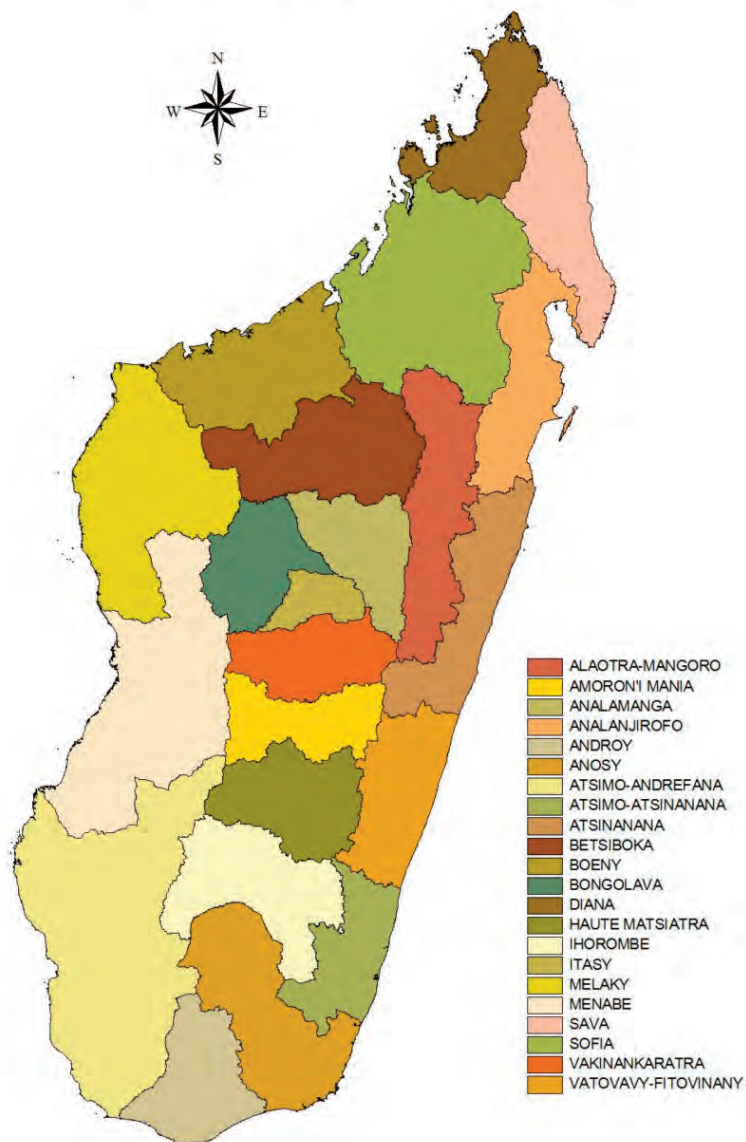 N
W E
S
ALAOTRA-MANGORO
AMORON'I MANIA
ANALAMANGA
ANALANJIROFO
ANDROY
ANOSY
ATSIMO-ANDREFANA
ATSIMO-ATSINANANA
ATSINANANA
BETSIBOKA
BOENY
BONGOLAVA
DIANA
HAUTE MATSIATRA
IHOROMBE
ITASY
MELAKY
MENABE
SAVA
SOFIA
VAKINANKARATRA
VATOVAVY-FITOVINANY